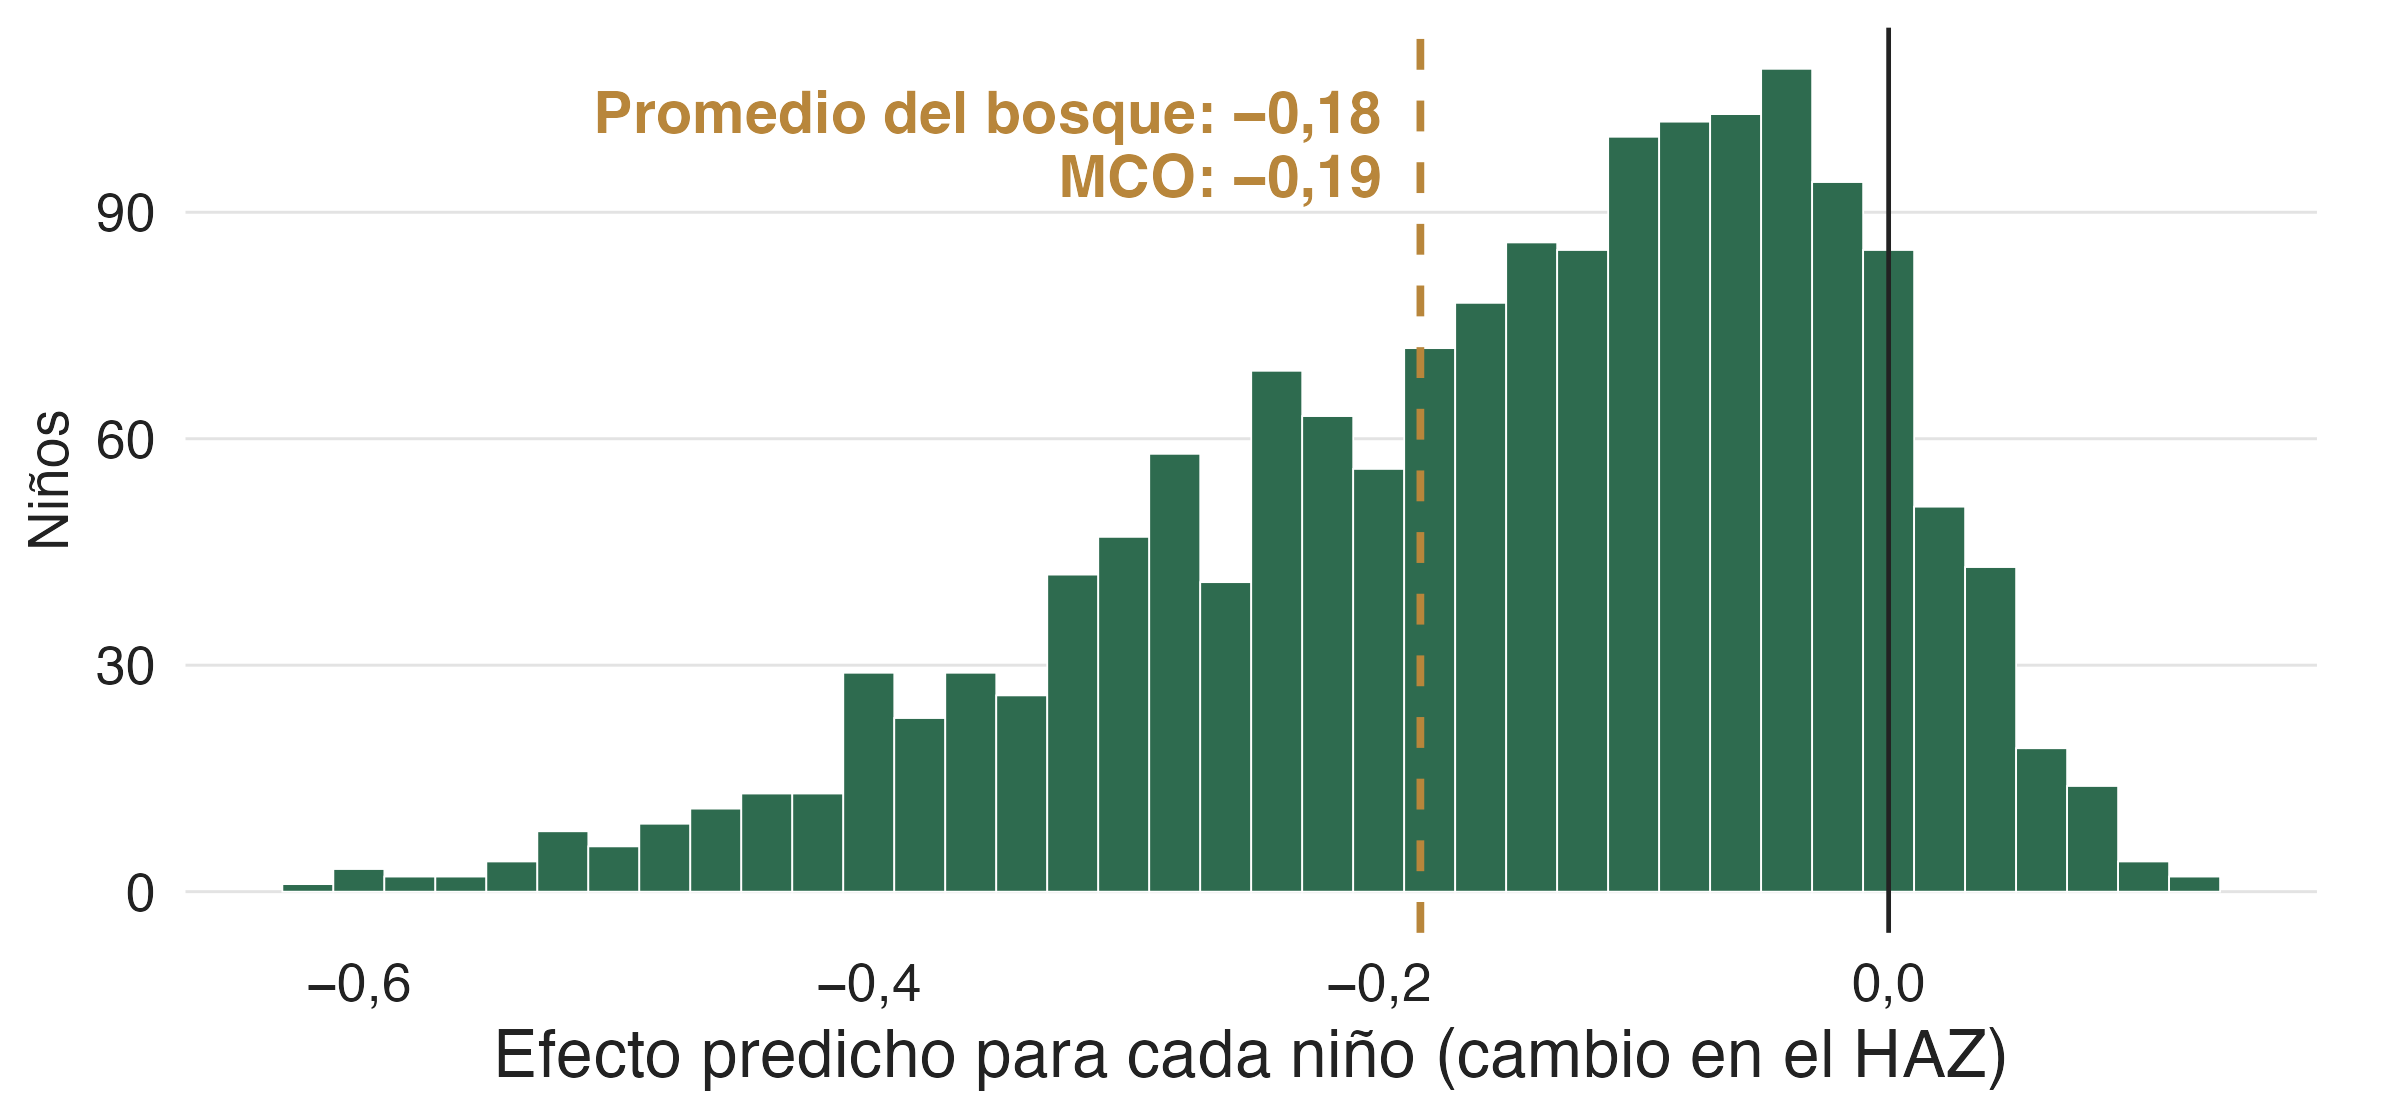 Promedio del bosque: −0,18
MCO: −0,19
90
60
30
0
Niños
−0,6
−0,4
−0,2
0,0
Efecto predicho para cada niño (cambio en el HAZ)